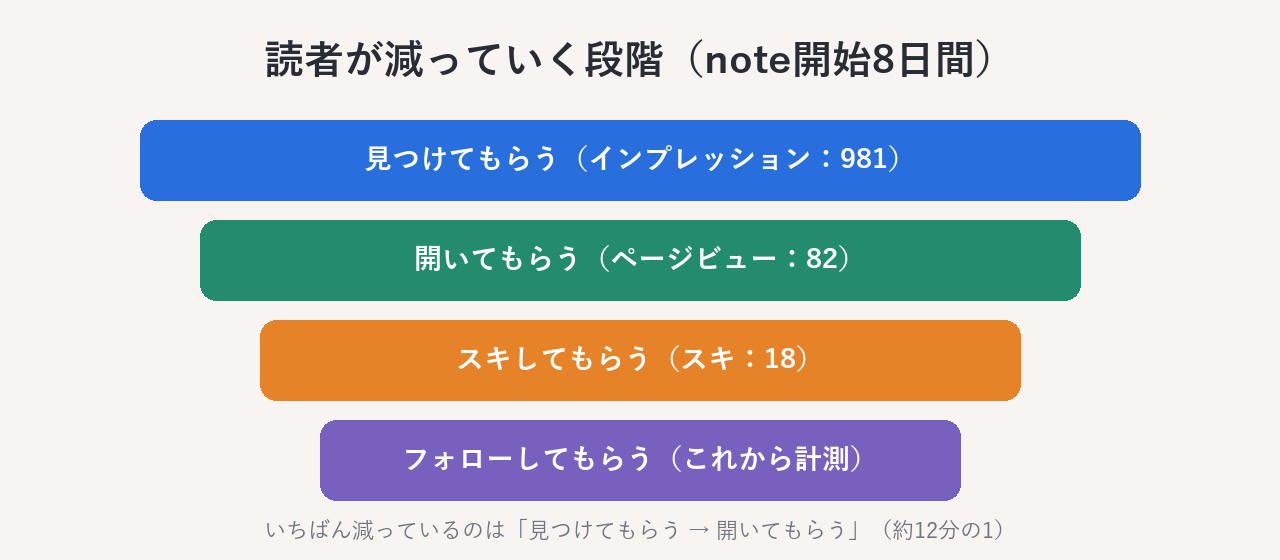 読者が減っていく段階（note開始8日間）
見つけてもらう（インプレッション：981）
開いてもらう（ページビュー：82）
スキしてもらう（スキ：18）
フォローしてもらう（これから計測）
いちばん減っているのは「見つけてもらう → 開いてもらう」（約12分の1）